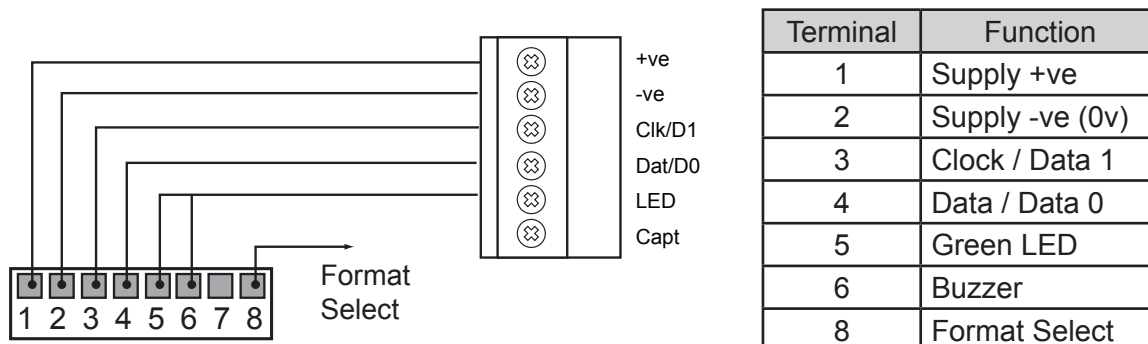 +ve
-ve
Clk/D1
Dat/D0
LED
Capt
Format
Select
1 2 3 4 5 6 7 8
Terminal Function
1 Supply +ve
2 Supply -ve (0v)
3 Clock / Data 1
4 Data / Data 0
5 Green LED
6 Buzzer
8 Format Select